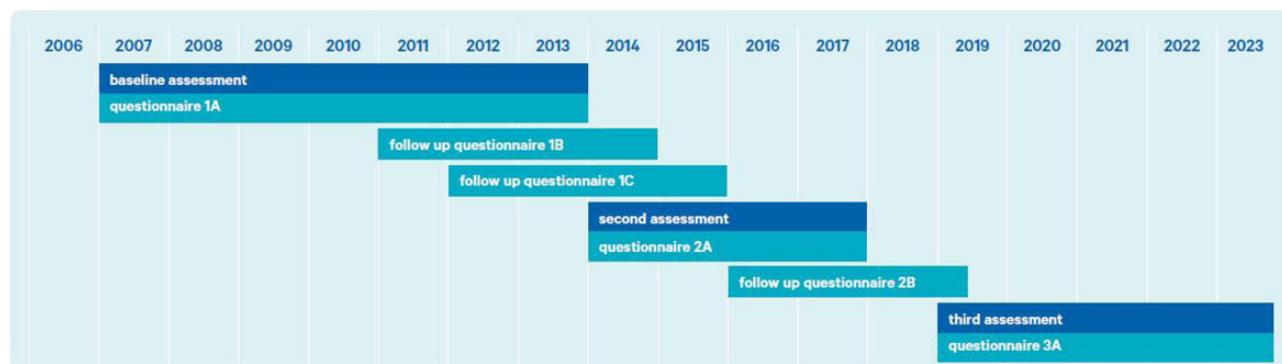 2006 2007 2008 2009 2010 2011 2012 2013 2014 2015 2016 2017 2018 2019 2020 2021 2022 2023
baseline assessment
questionnaire 1A
follow up questionnaire 1B
follow up questionnaire 1C
second assessment
questionnaire 2A
follow up questionnaire 2B
third assessment
questionnaire 3A